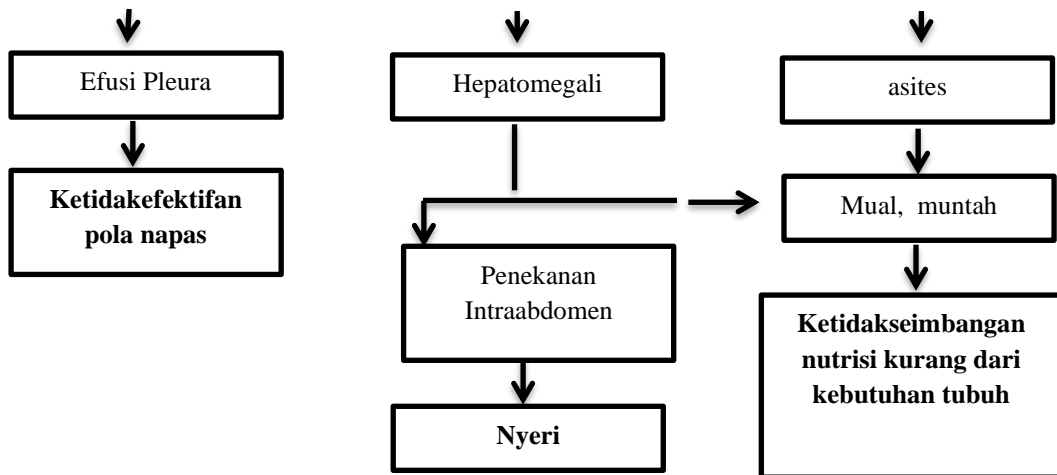 Efusi Pleura
Hepatomegali
asites
Ketidakefektifan
pola napas
Mual, muntah
Penekanan
Intraabdomen
Ketidakseimbangan
nutrisi kurang dari
kebutuhan tubuh
Nyeri